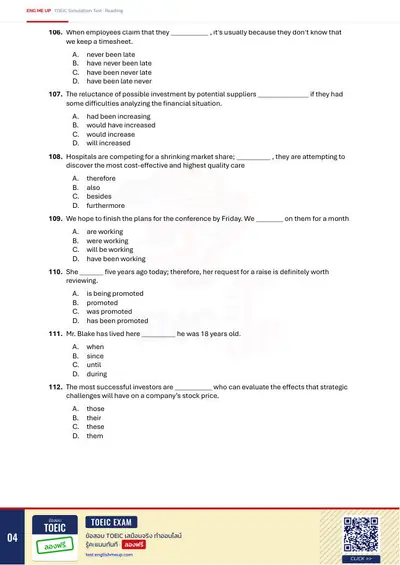 ENG ME UP TOEIC Simulation Test : Reading
106. When employees claim that they __________ , it's usually because they don't know that
we keep a timesheet.
A. never been late
B. have never been late
C. have been never late
D. have been late never
107. The reluctance of possible investment by potential suppliers ______________ if they had
some difficulties analyzing the financial situation.
A. had been increasing
B. would have increased
C. would increase
D. will increased
108. Hospitals are competing for a shrinking market share; _________ , they are attempting to
discover the most cost-effective and highest quality care
A. therefore
B. also
C. besides
D. furthermore
109. We hope to finish the plans for the conference by Friday. We _______ on them for a month
A. are working
B. were working
C. will be working
D. have been working
110. She ______ five years ago today; therefore, her request for a raise is definitely worth
reviewing.
A. is being promoted
B. promoted
C. was promoted
D. has been promoted
111. Mr. Blake has lived here _________ he was 18 years old.
A. when
B. since
C. until
D. during
112. The most successful investors are __________ who can evaluate the effects that strategic
challenges will have on a company's stock price.
A. those
B. their
C. these
D. them
04
TOEIC
ลองฟรี
TOEIC EXAM
ข้อสอบ TOEIC เสมือนจริง ทำออนไลน์
รู้คะแนนทันที ลองฟรี
test.englishmeup.com
CLICK >>